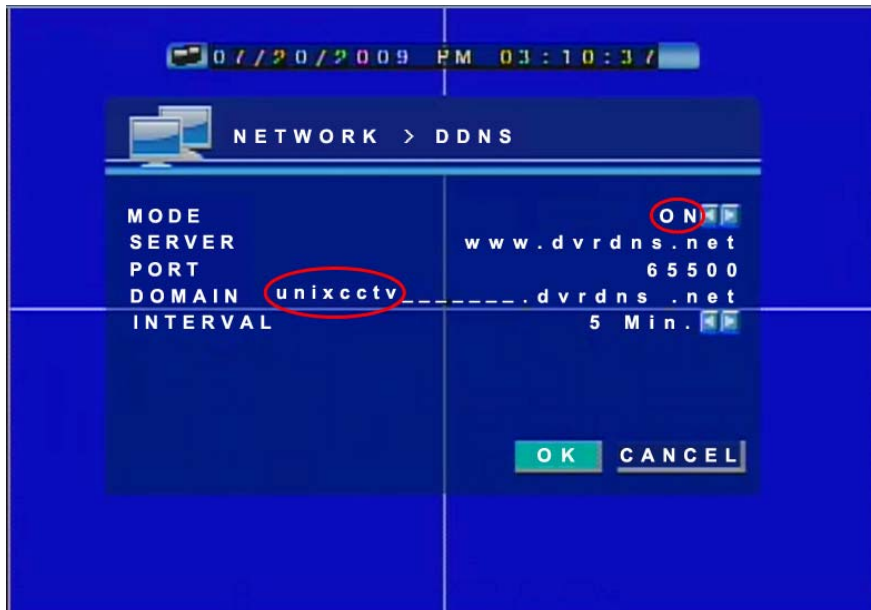 07/20/2009 PM 03:10:37
NETWORK > DDNS
MODE ON
SERVER www.dvrdns.net
PORT 65500
DOMAIN unixcctv_______.dvrdns .net
INTERVAL 5 Min.
OK CANCEL